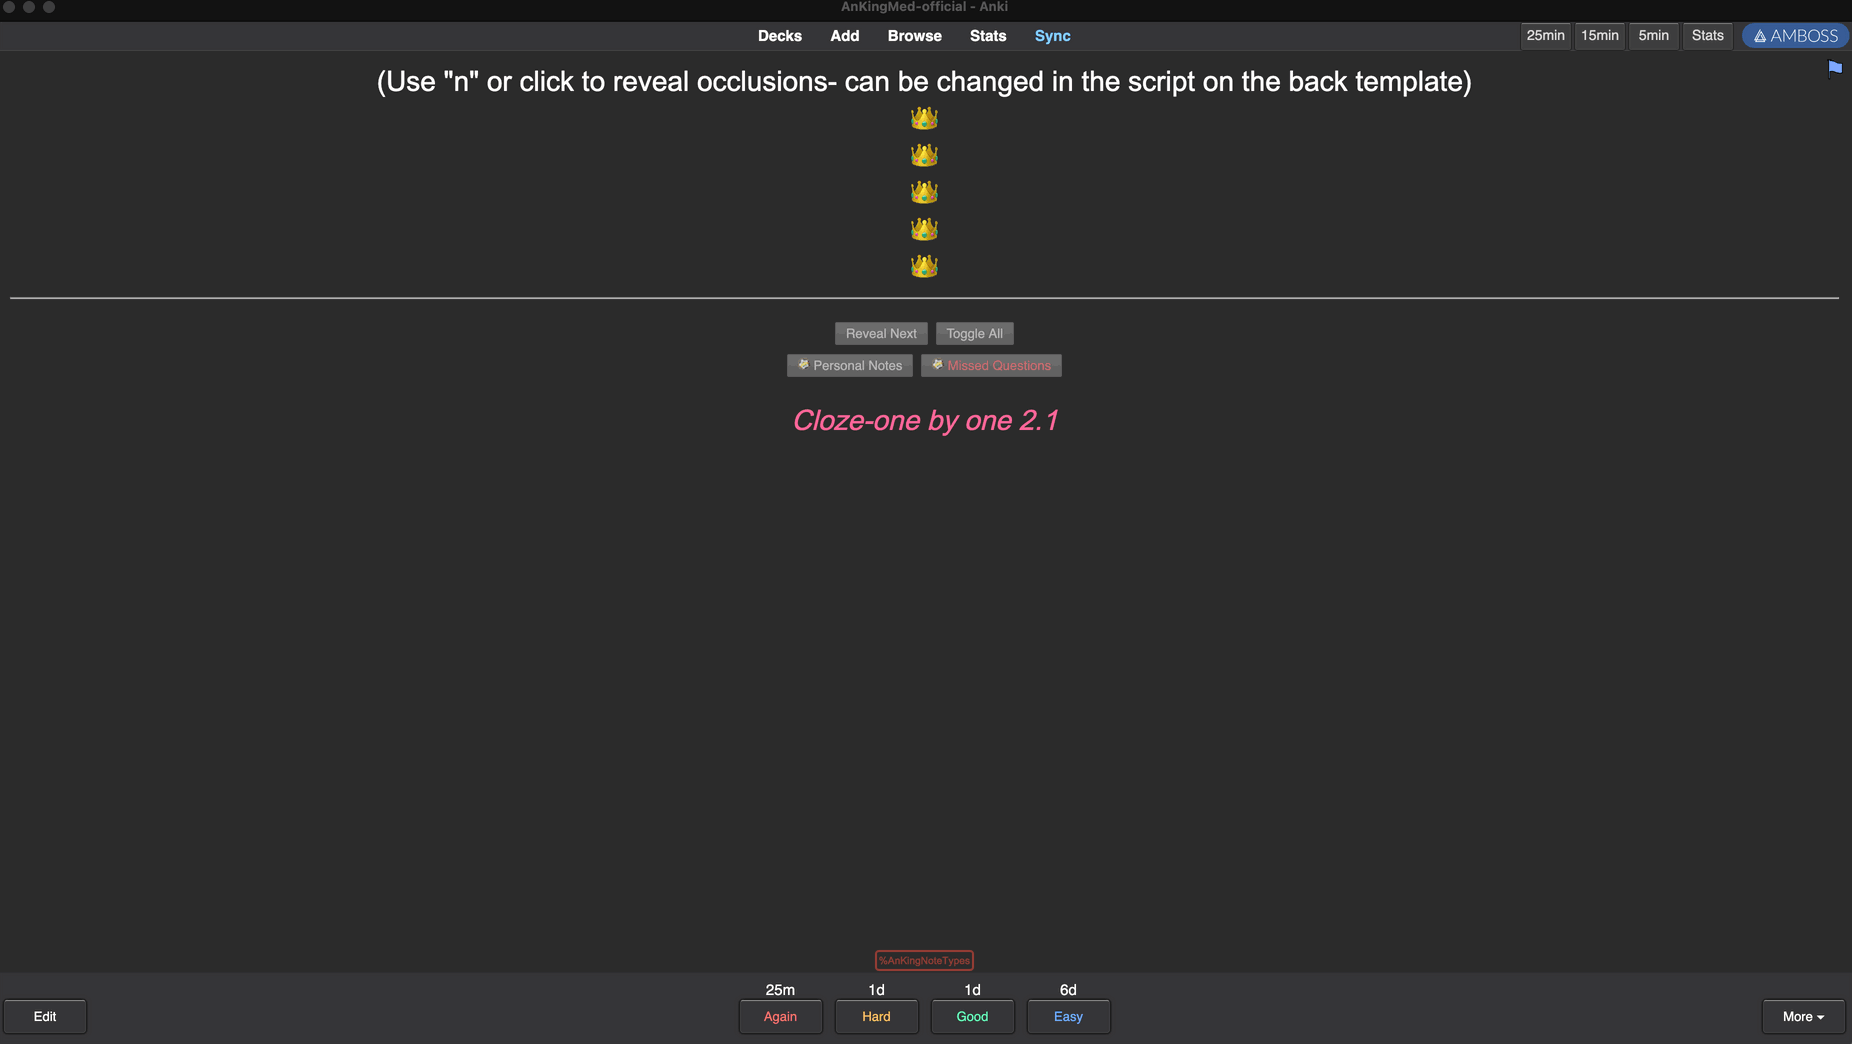 AnKingMed-official - Anki
Decks Add Browse Stats Sync
25min 15min 5min Stats AMBOSS
(Use "n" or click to reveal occlusions- can be changed in the script on the back template)
Reveal Next Toggle All
Personal Notes Missed Questions
Cloze-one by one 2.1
%AnKingNoteTypes
25m 1d 1d 6d
Edit Again Hard Good Easy More